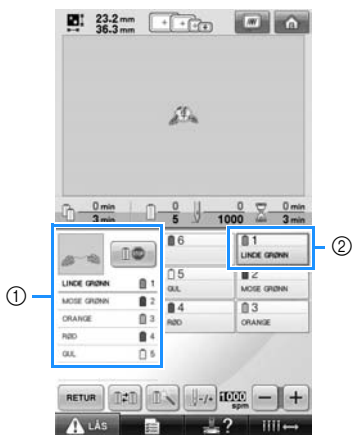 23.2 mm
36.3 mm
0 min
3 min
0
5
0
1000
0 min
3 min
LINDE GRØNN 1
MOSE GRØNN 2
ORANGE 3
RØD 4
GUL 5
6
1
LINDE GRØNN
5
GUL
2
MOSE GRØNN
4
RØD
3
ORANGE
①
②
RETUR
-/+
1000
spm
−
+
LÅS
?